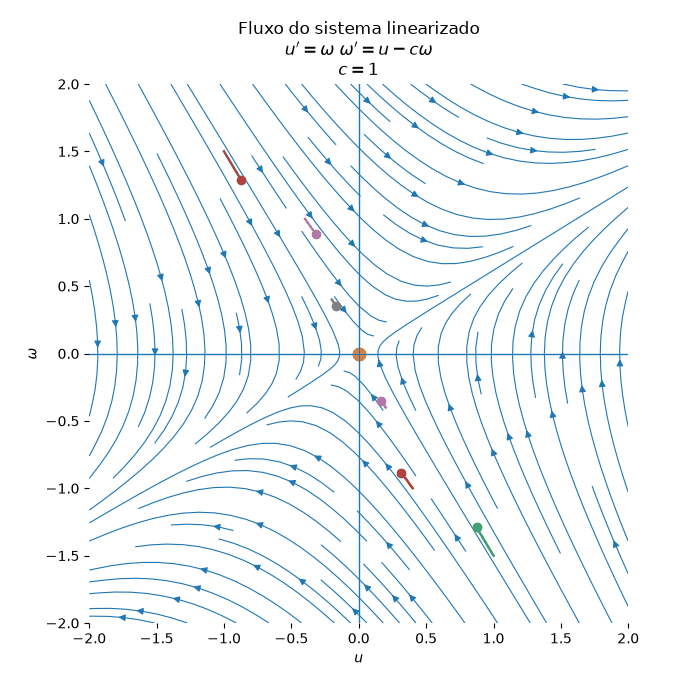 Fluxo do sistema linearizado
u′ = ω ω′ = u − cω
c = 1
2.0
1.5
1.0
0.5
0.0
−0.5
−1.0
−1.5
−2.0
ω
−2.0 −1.5 −1.0 −0.5 0.0 0.5 1.0 1.5 2.0
u